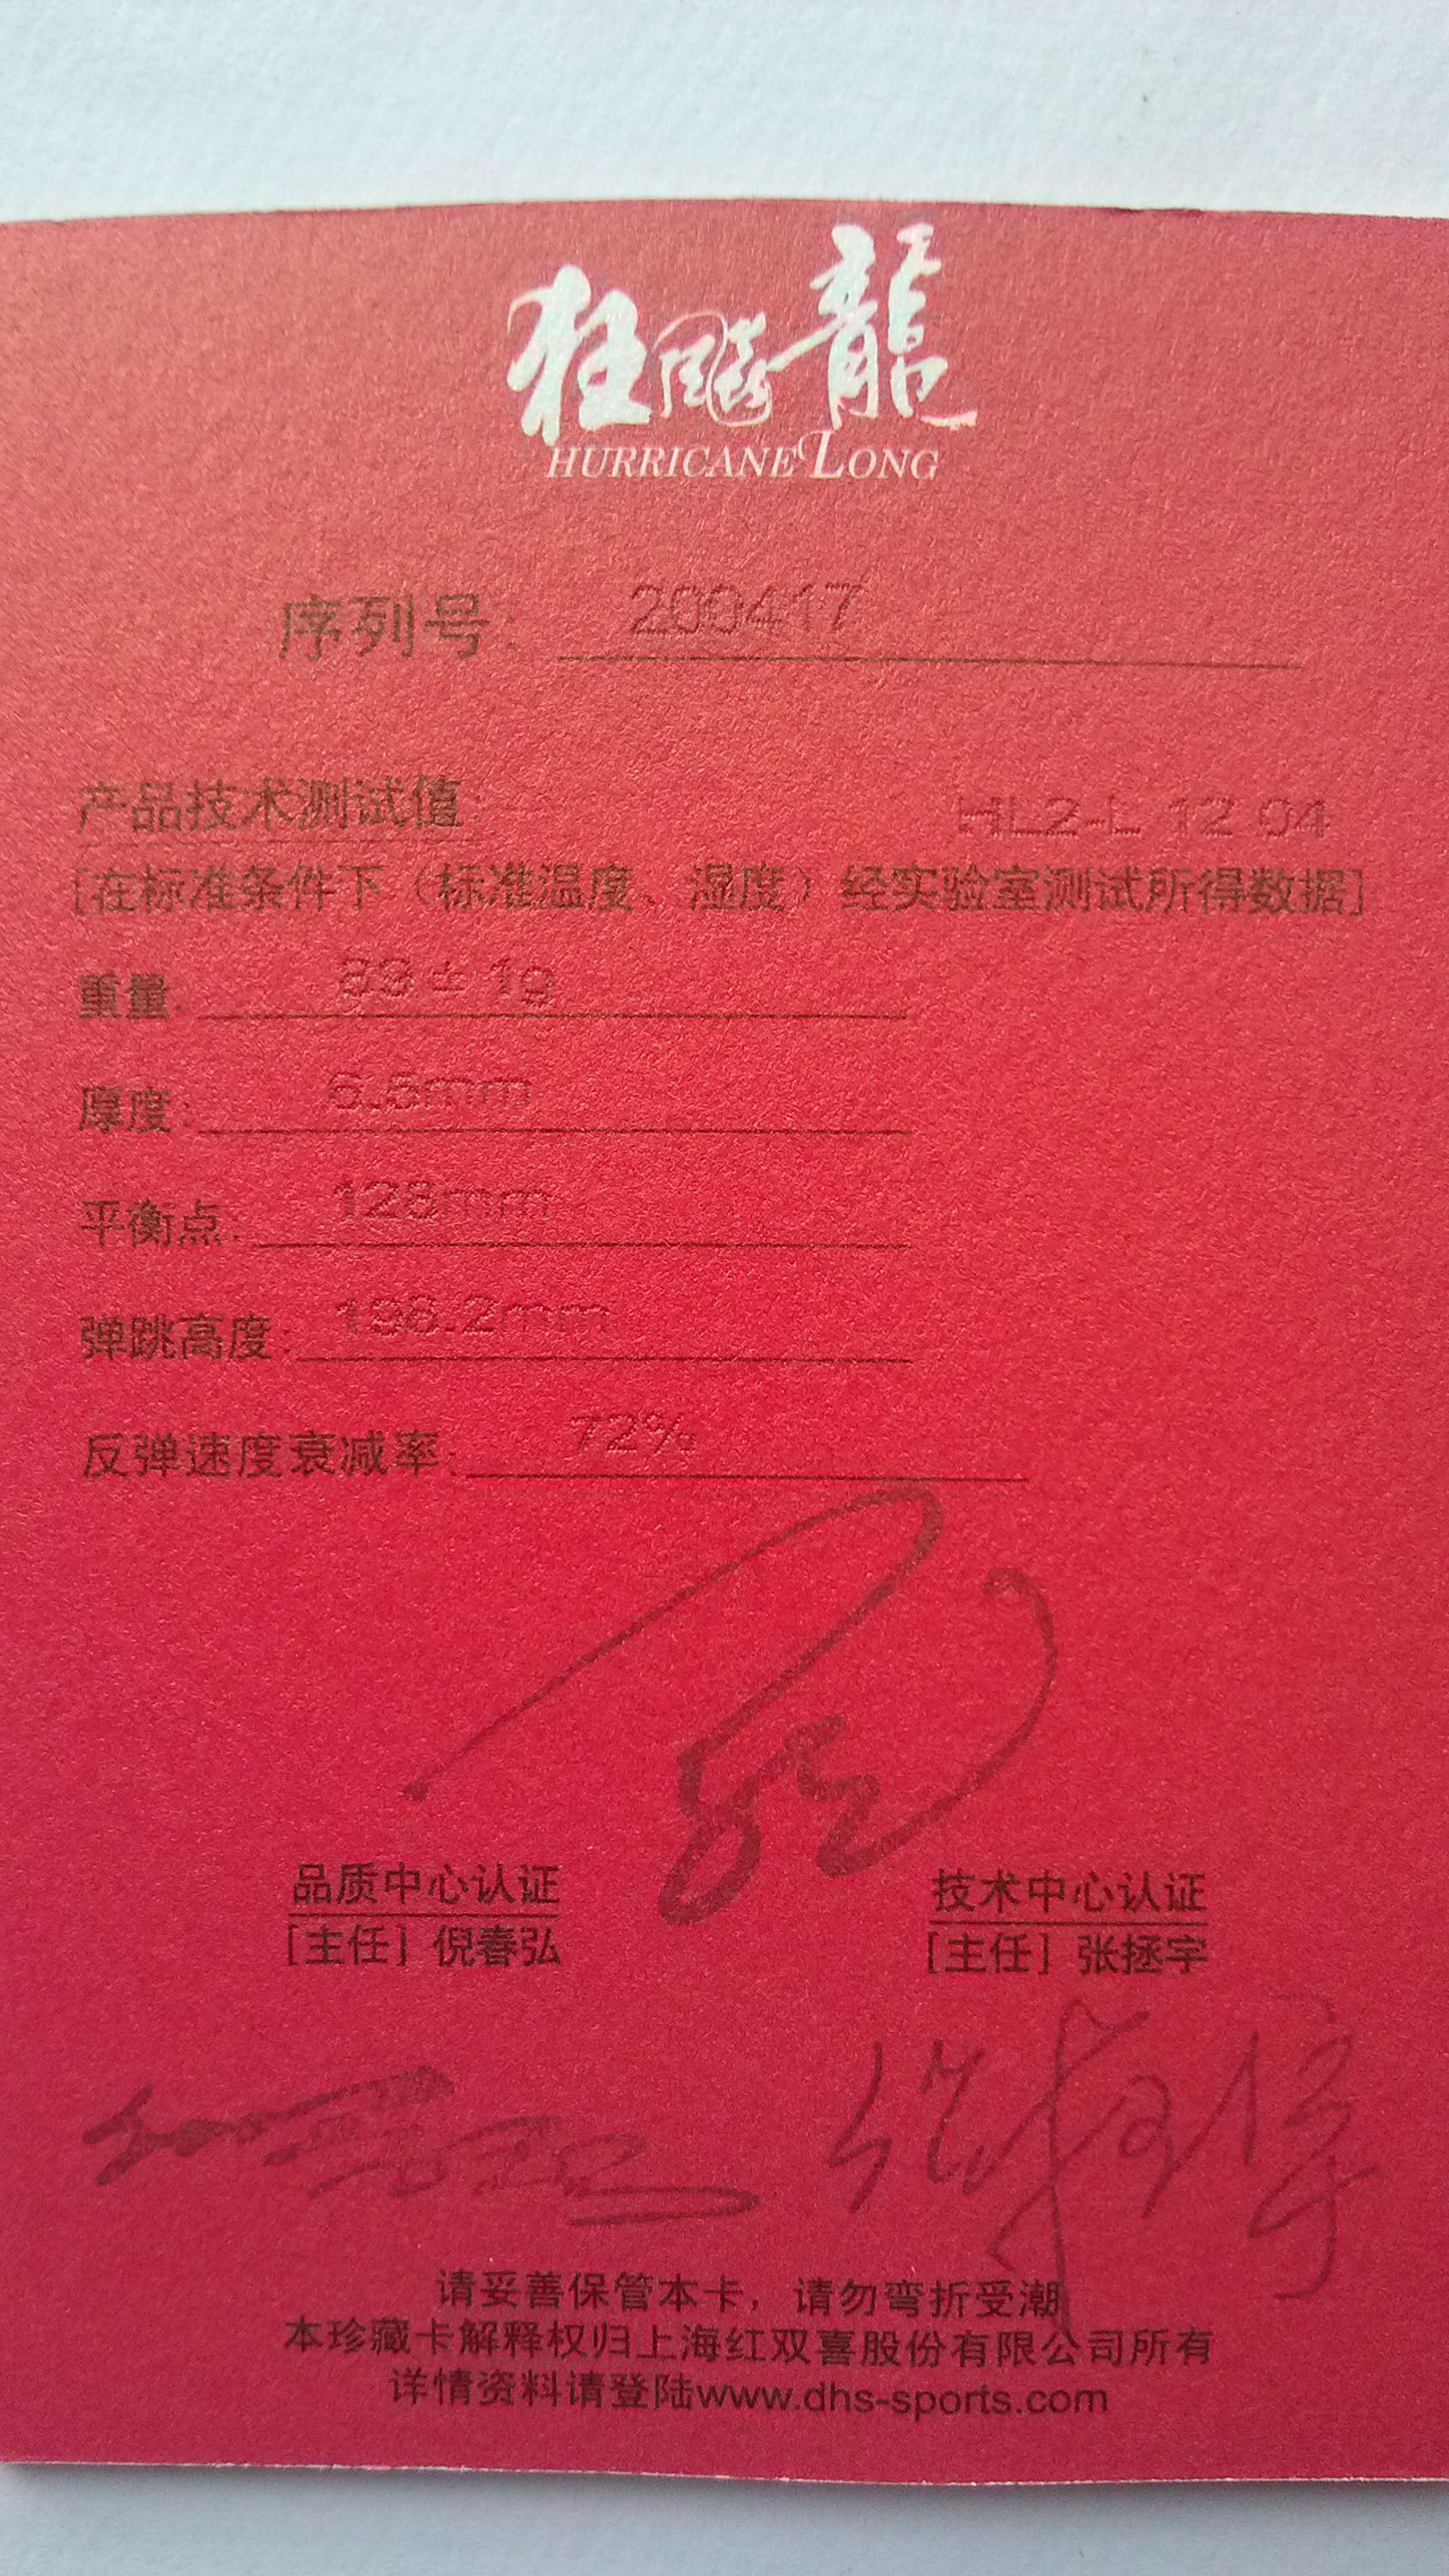 狂飚龍
HURRICANE LONG
序列号: 200417
产品技术测试值: HL2-L 12 04
[在标准条件下（标准温度、湿度）经实验室测试所得数据]
重量 ± 1g
厚度:
平衡点: 128mm
弹跳高度:
反弹速度衰减率: 72%
品质中心认证 技术中心认证
[主任] 倪春弘 [主任] 张拯宇
请妥善保管本卡，请勿弯折受潮
本珍藏卡解释权归上海红双喜股份有限公司所有
详情资料请登陆www.dhs-sports.com